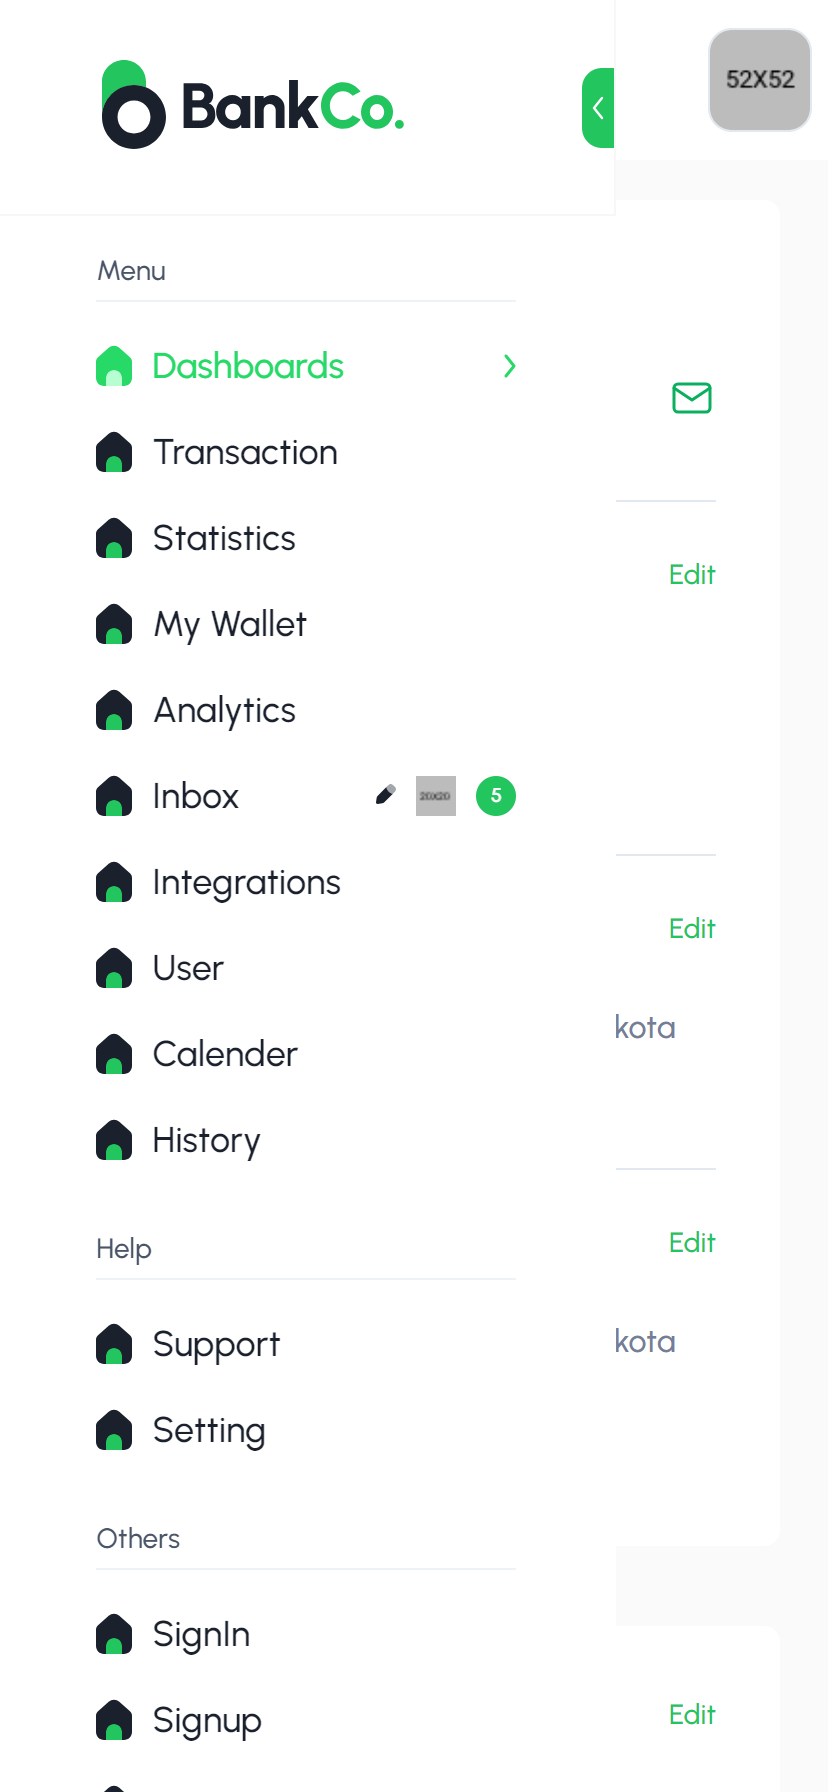 BankCo.
52X52
Menu
Dashboards
Transaction
Edit
Statistics
My Wallet
Analytics
Inbox
20X20
5
Integrations
Edit
User
kota
Calender
History
Help
Edit
Support
kota
Setting
Others
SignIn
Signup
Edit